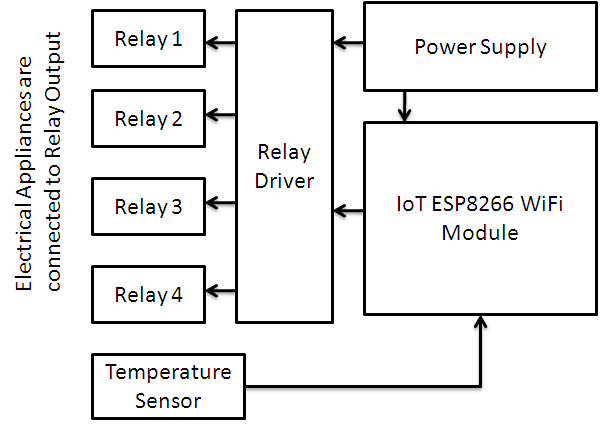 Electrical Appliances are
connected to Relay Output
Relay 1
Relay 2
Relay 3
Relay 4
Relay
Driver
Power Supply
IoT ESP8266 WiFi
Module
Temperature
Sensor